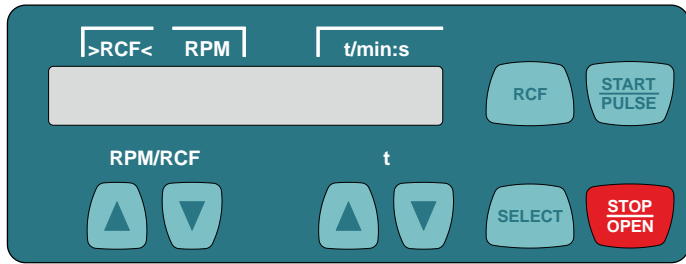 >RCF< RPM t/min:s
RCF
START
PULSE
RPM/RCF t
SELECT
STOP
OPEN